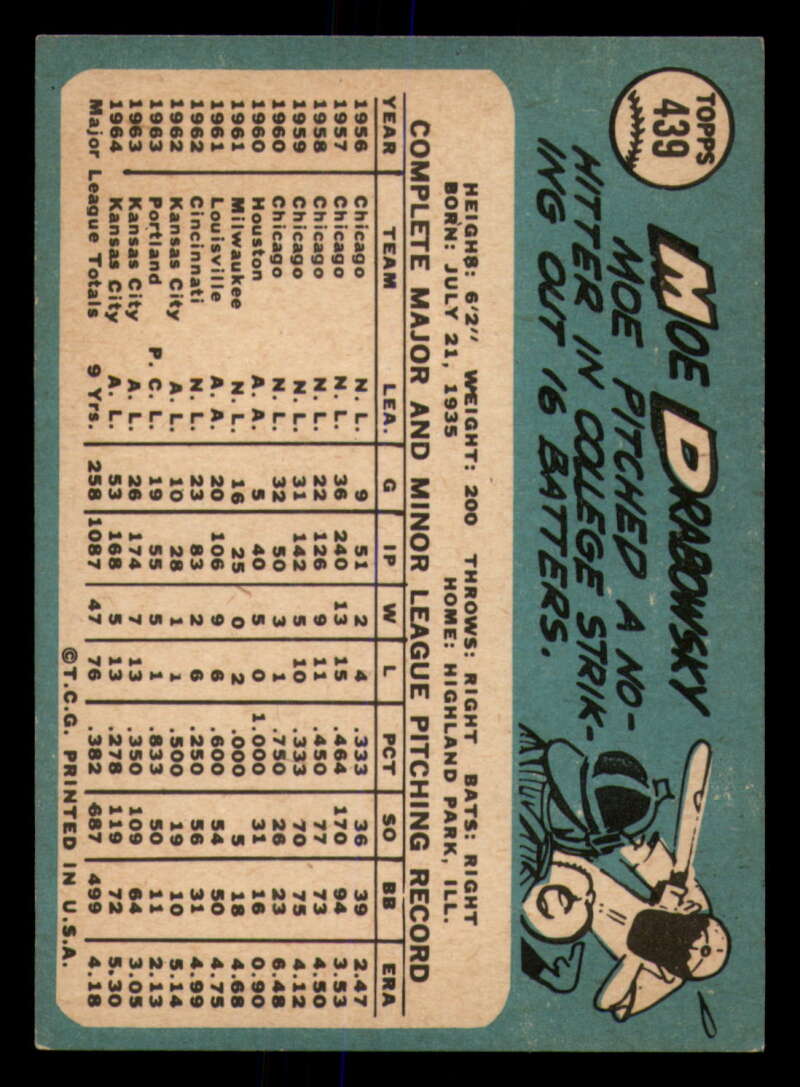 TOPPS
439
MOE DRABOWSKY
MOE PITCHED A NO-
HITTER IN COLLEGE STRIK-
ING OUT 16 BATTERS.
HEIGH8: 6'2" WEIGHT: 200 THROWS: RIGHT BATS: RIGHT
BORN: JULY 21, 1935 HOME: HIGHLAND PARK, ILL.
COMPLETE MAJOR AND MINOR LEAGUE PITCHING RECORD
YEAR TEAM LEA. G IP W L PCT SO BB ERA
1956 Chicago N. L. 9 51 2 4 .333 36 39 2.47
1957 Chicago N. L. 36 240 13 15 .464 170 94 3.53
1958 Chicago N. L. 22 126 9 11 .450 77 73 4.50
1959 Chicago N. L. 31 142 5 10 .333 70 75 4.12
1960 Chicago N. L. 32 50 3 1 .750 26 23 6.48
1960 Houston A. A. 5 40 5 0 1.000 31 16 0.90
1961 Milwaukee N. L. 16 25 0 2 .000 5 18 4.68
1961 Louisville A. A. 20 106 9 6 .600 54 50 4.75
1962 Cincinnati N. L. 23 83 2 6 .250 56 31 4.99
1962 Kansas City A. L. 10 28 1 1 .500 19 10 5.14
1963 Portland P. C. L. 19 55 5 1 .833 50 11 2.13
1963 Kansas City A. L. 26 174 7 13 .350 109 64 3.05
1964 Kansas City A. L. 53 168 5 13 .278 119 72 5.30
Major League Totals 9 Yrs. 258 1087 47 76 .382 687 499 4.18
©T.C.G. PRINTED IN U.S.A.